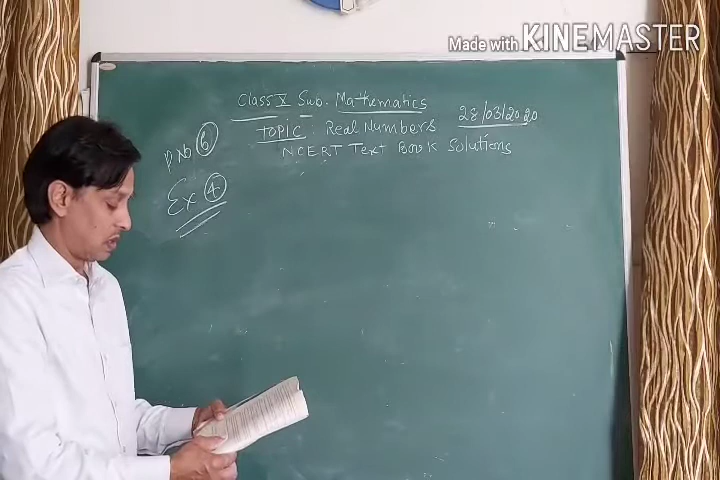 Made with KINEMASTER
Class X Sub. Mathematics 28/03/2020
TOPIC : Real Numbers
P.No 6
NCERT Text Book Solutions
Ex 4